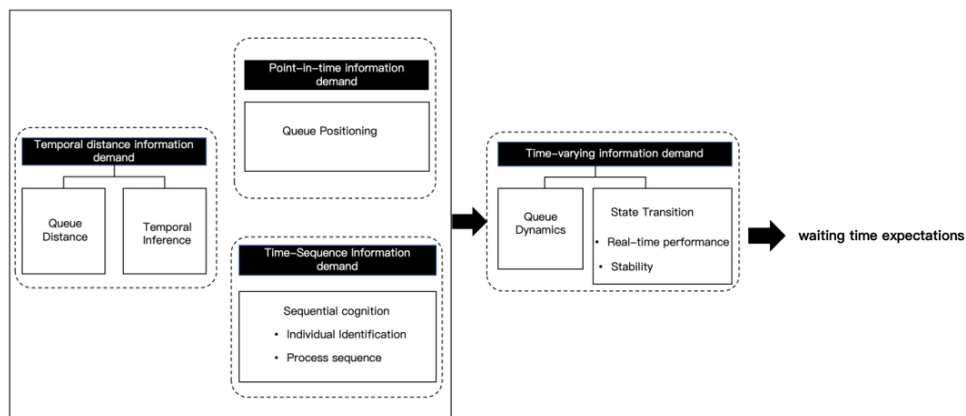 Temporal distance information
demand
Queue
Distance
Temporal
Inference
Point-in-time information
demand
Queue Positioning
Time-Sequence Information
demand
Sequential cognition
• Individual Identification
• Process sequence
Time-varying information demand
Queue
Dynamics
State Transition
• Real-time performance
• Stability
waiting time expectations